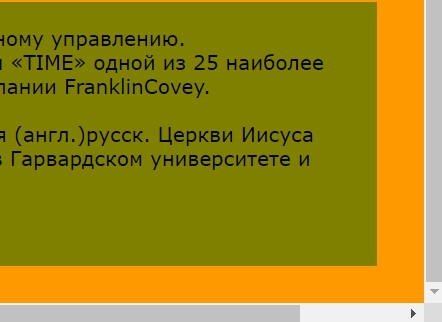 ному управлению.
«TIME» одной из 25 наиболее
пании FranklinCovey.
я (англ.)русск. Церкви Иисуса
в Гарвардском университете и